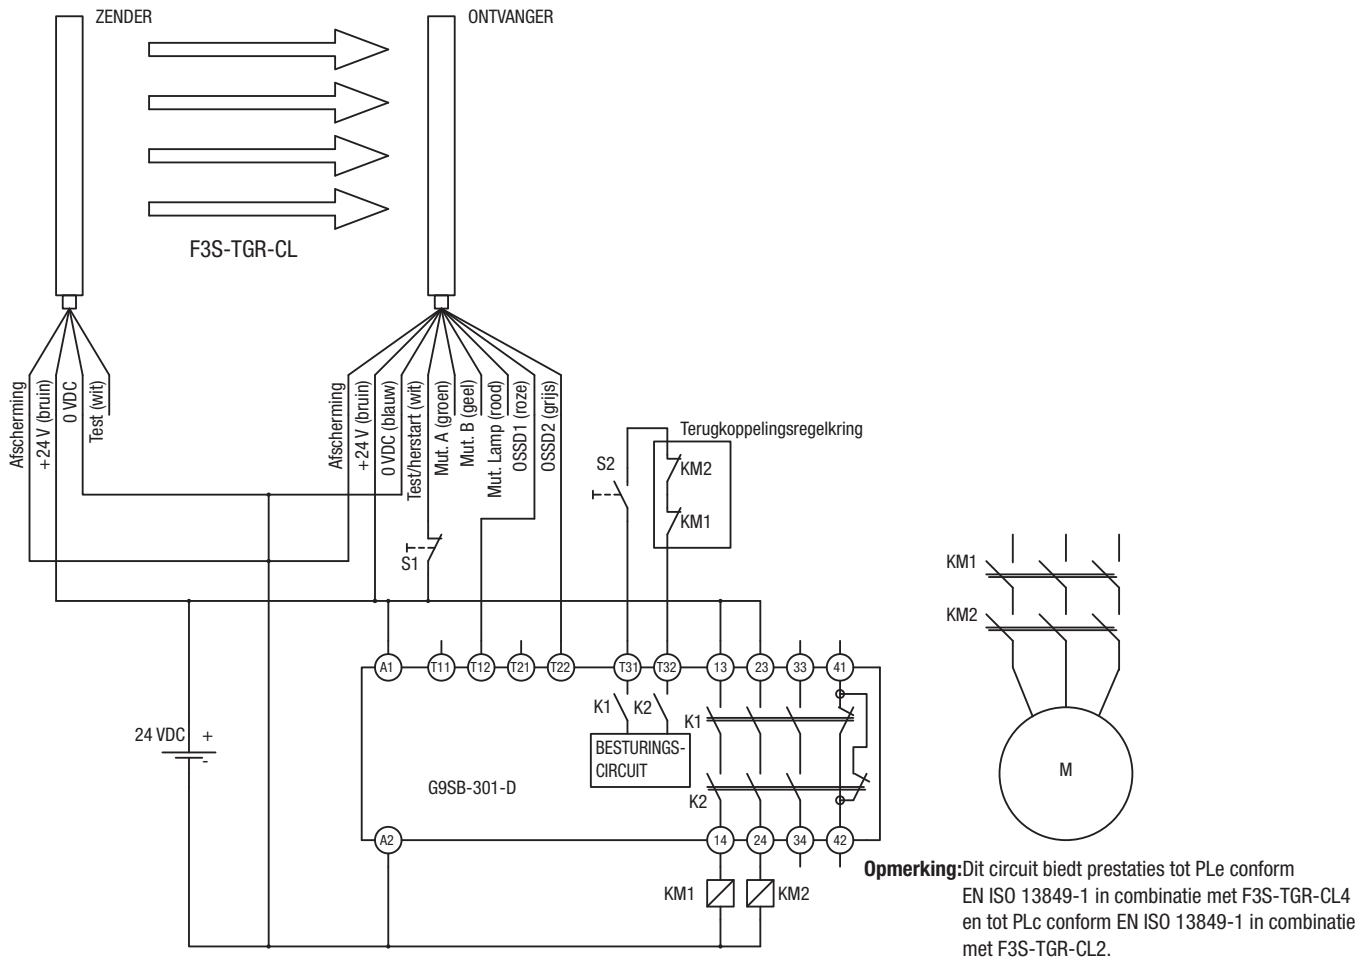 ZENDER
ONTVANGER
F3S-TGR-CL
Afscherming
+24 V (bruin)
0 VDC
Test (wit)
Afscherming
+24 V (bruin)
0 VDC (blauw)
Test/herstart (wit)
Mut. A (groen)
Mut. B (geel)
Mut. Lamp (rood)
OSSD1 (roze)
OSSD2 (grijs)
Terugkoppelingsregelkring
S2
KM2
KM1
S1
KM1
KM2
M
A1
T11
T12
T21
T22
T31
T32
13
23
33
41
K1
K2
K1
24 VDC
+
-
BESTURINGS-
CIRCUIT
G9SB-301-D
K2
A2
14
24
34
42
KM1
KM2
Opmerking:Dit circuit biedt prestaties tot PLe conform
EN ISO 13849-1 in combinatie met F3S-TGR-CL4
en tot PLc conform EN ISO 13849-1 in combinatie
met F3S-TGR-CL2.